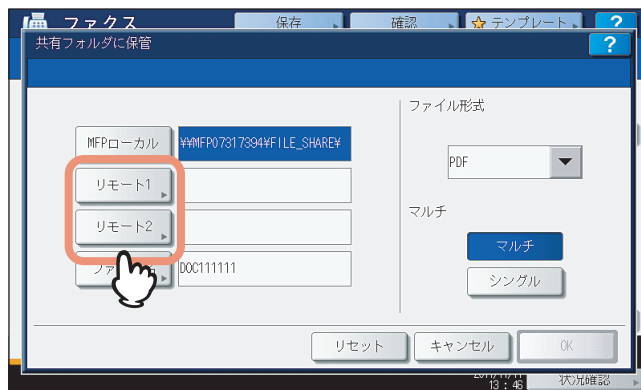 ファクス 保存 確認 テンプレート ?
共有フォルダに保管 ?
ファイル形式
MFPローカル ¥¥MFP07317394¥FILE_SHARE¥
PDF
リモート1
マルチ
リモート2
マルチ
DOC111111
シングル
リセット キャンセル OK
13:46 状況確認